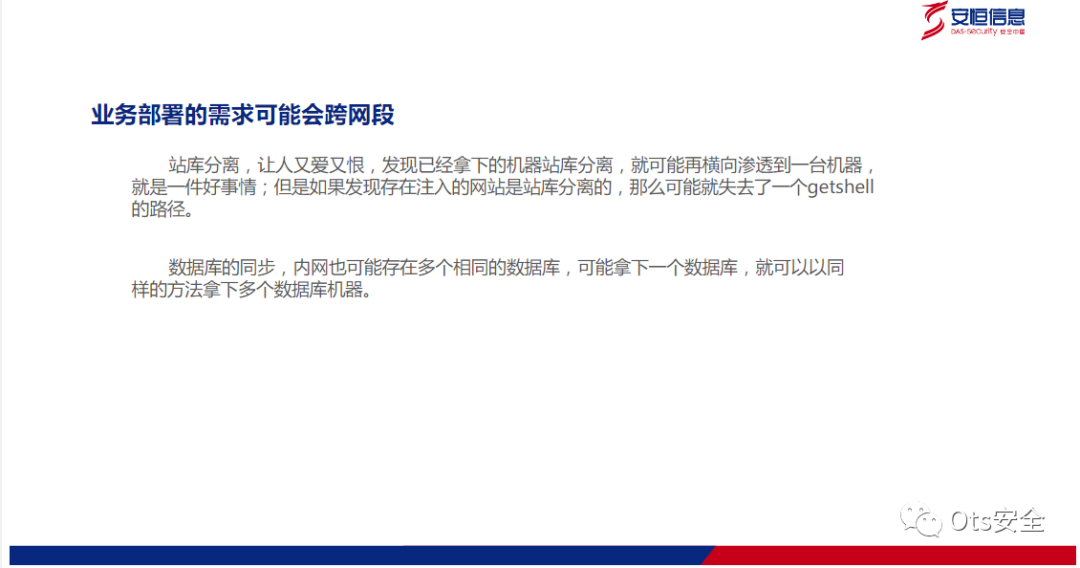 安恒信息
DAS-security 安全中国
业务部署的需求可能会跨网段
站库分离，让人又爱又恨，发现已经拿下的机器站库分离，就可能再横向渗透到一台机器，
就是一件好事情；但是如果发现存在注入的网站是站库分离的，那么可能就失去了一个getshell
的路径。
数据库的同步，内网也可能存在多个相同的数据库，可能拿下一个数据库，就可以以同
样的方法拿下多个数据库机器。
Ots安全